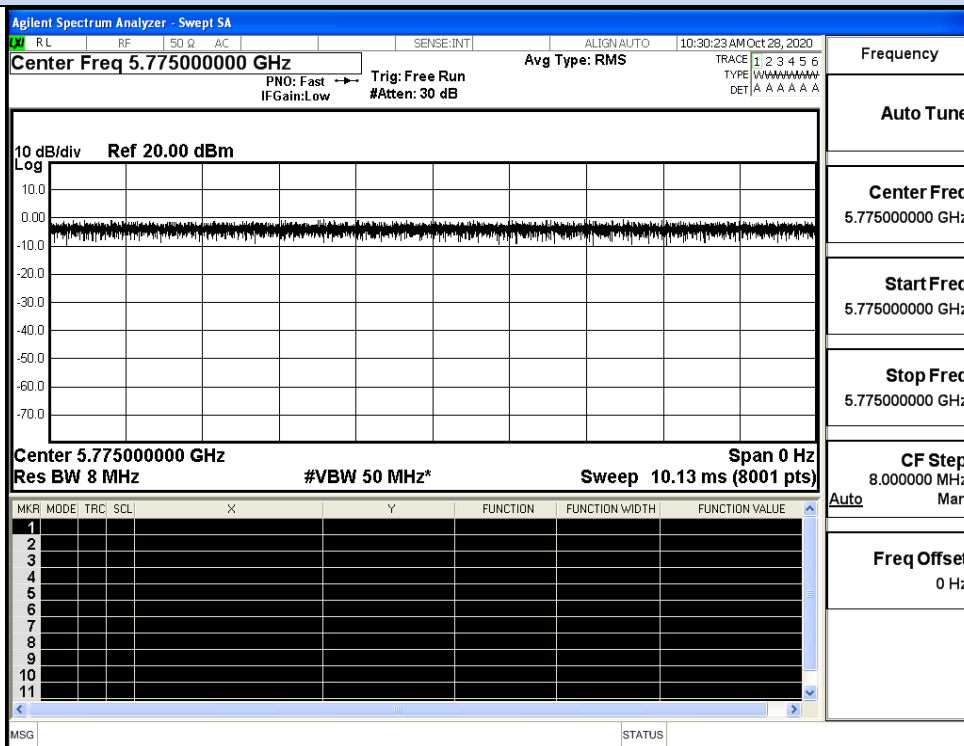 Agilent Spectrum Analyzer - Swept SA
LXI RL RF 50 Ω AC SENSE:INT ALIGN AUTO 10:30:23 AM Oct 28, 2020
Center Freq 5.775000000 GHz Avg Type: RMS TRACE 1 2 3 4 5 6
PNO: Fast Trig: Free Run TYPE WWWWWW
IFGain:Low #Atten: 30 dB DET A A A A A A
10 dB/div Ref 20.00 dBm
Log
10.0
0.00
-10.0
-20.0
-30.0
-40.0
-50.0
-60.0
-70.0
Center 5.775000000 GHz Span 0 Hz
Res BW 8 MHz #VBW 50 MHz* Sweep 10.13 ms (8001 pts)
MKR MODE TRC SCL X Y FUNCTION FUNCTION WIDTH FUNCTION VALUE
1
2
3
4
5
6
7
8
9
10
11
MSG STATUS
Frequency
Auto Tune
Center Freq
5.775000000 GHz
Start Freq
5.775000000 GHz
Stop Freq
5.775000000 GHz
CF Step
8.000000 MHz
Auto Man
Freq Offset
0 Hz